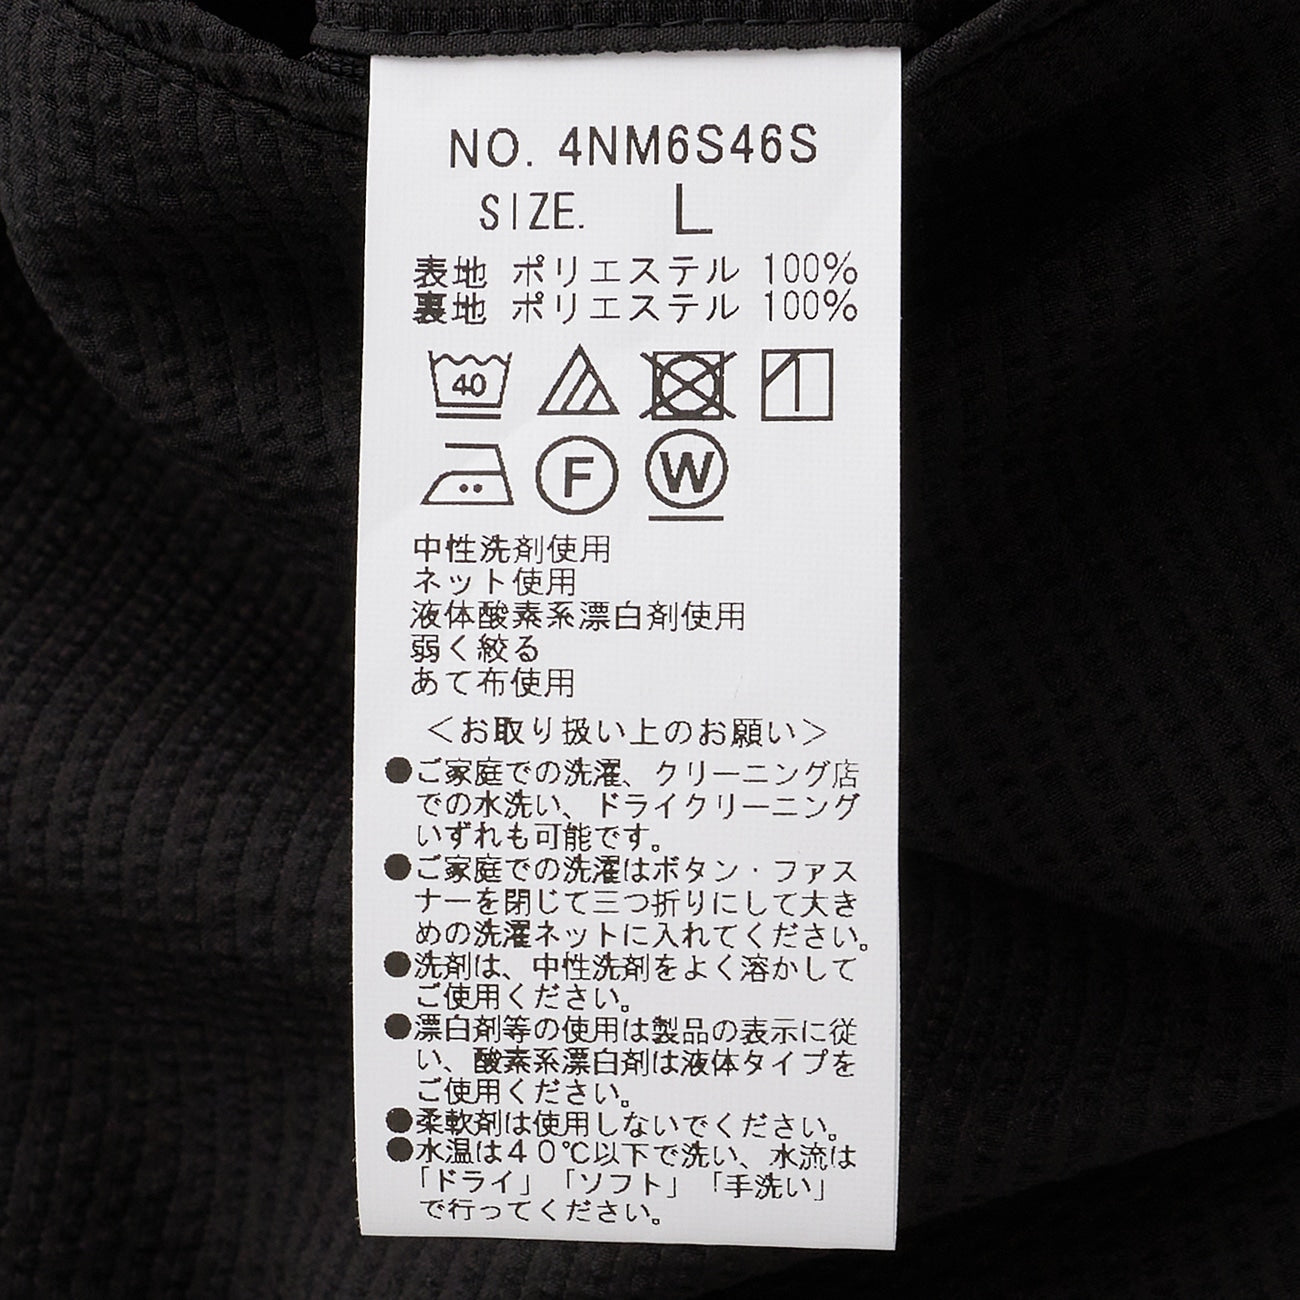 NO. 4NM6S46S
SIZE. L
表地 ポリエステル 100%
裏地 ポリエステル 100%
40
F W
中性洗剤使用
ネット使用
液体酸素系漂白剤使用
弱く絞る
あて布使用
＜お取り扱い上のお願い＞
●ご家庭での洗濯、クリーニング店
での水洗い、ドライクリーニング
いずれも可能です。
●ご家庭での洗濯はボタン・ファス
ナーを閉じて三つ折りにして大き
めの洗濯ネットに入れてください。
●洗剤は、中性洗剤をよく溶かして
ご使用ください。
●漂白剤等の使用は製品の表示に従
い、酸素系漂白剤は液体タイプを
ご使用ください。
●柔軟剤は使用しないでください。
●水温は40℃以下で洗い、水流は
「ドライ」「ソフト」「手洗い」
で行ってください。